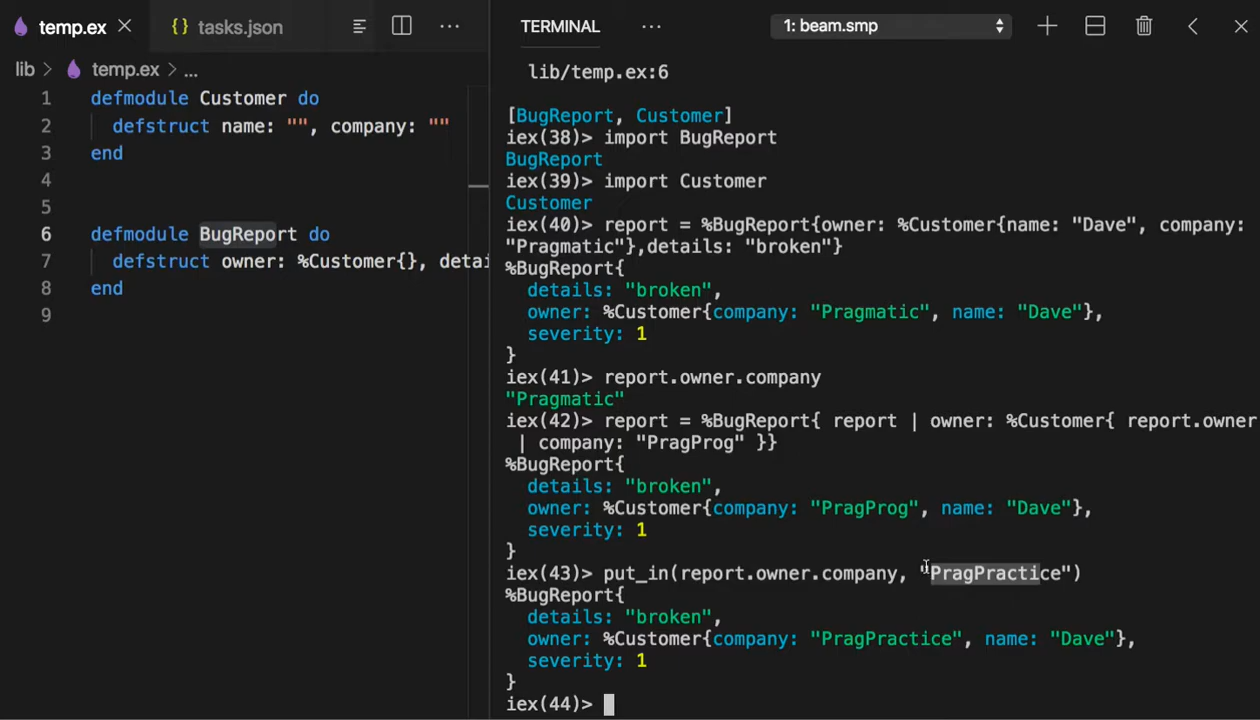 temp.ex
tasks.json
lib > temp.ex > ...
1 defmodule Customer do
2 defstruct name: "", company: ""
3 end
4
5
6 defmodule BugReport do
7 defstruct owner: %Customer{}, detai
8 end
9
TERMINAL
1: beam.smp
lib/temp.ex:6
[BugReport, Customer]
iex(38)> import BugReport
BugReport
iex(39)> import Customer
Customer
iex(40)> report = %BugReport{owner: %Customer{name: "Dave", company:
"Pragmatic"},details: "broken"}
%BugReport{
details: "broken",
owner: %Customer{company: "Pragmatic", name: "Dave"},
severity: 1
}
iex(41)> report.owner.company
"Pragmatic"
iex(42)> report = %BugReport{ report | owner: %Customer{ report.owner
| company: "PragProg" }}
%BugReport{
details: "broken",
owner: %Customer{company: "PragProg", name: "Dave"},
severity: 1
}
iex(43)> put_in(report.owner.company, "PragPractice")
%BugReport{
details: "broken",
owner: %Customer{company: "PragPractice", name: "Dave"},
severity: 1
}
iex(44)>